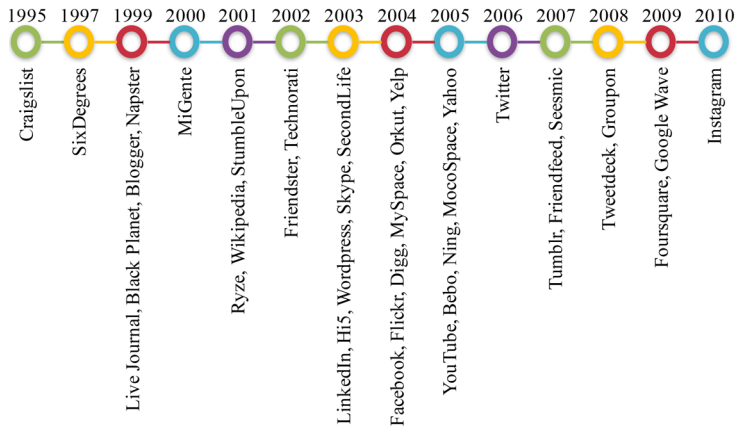 1995 1997 1999 2000 2001 2002 2003 2004 2005 2006 2007 2008 2009 2010
Craigslist
SixDegrees
Live Journal, Black Planet, Blogger, Napster
MiGente
Ryze, Wikipedia, StumbleUpon
Friendster, Technorati
LinkedIn, Hi5, Wordpress, Skype, SecondLife
Facebook, Flickr, Digg, MySpace, Orkut, Yelp
YouTube, Bebo, Ning, MocoSpace, Yahoo
Twitter
Tumblr, Friendfeed, Seesmic
Tweetdeck, Groupon
Foursquare, Google Wave
Instagram